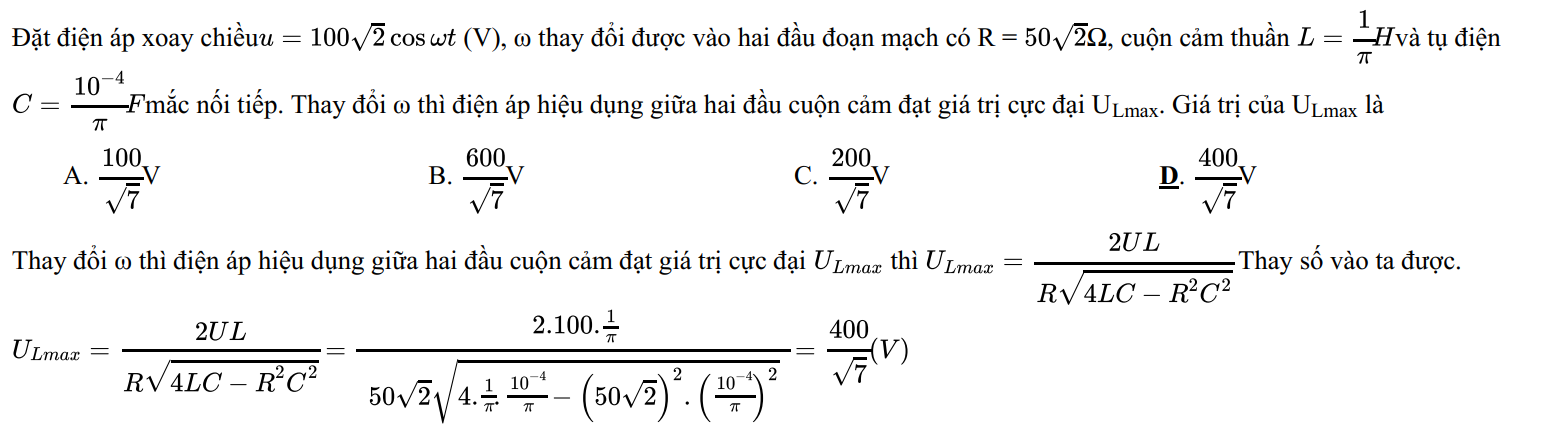 Đặt điện áp xoay chiều$u = 100\sqrt{2}\cos\omega t$ (V), ω thay đổi được vào hai đầu đoạn mạch có R = $50\sqrt{2}$Ω, cuộn cảm thuần $L = \frac{1}{\pi}H$và tụ điện
$C = \frac{10^{-4}}{\pi}F$mắc nối tiếp. Thay đổi ω thì điện áp hiệu dụng giữa hai đầu cuộn cảm đạt giá trị cực đại U$_{Lmax}$. Giá trị của U$_{Lmax}$ là
A. $\frac{100}{\sqrt{7}}$V B. $\frac{600}{\sqrt{7}}$V C. $\frac{200}{\sqrt{7}}$V D. $\frac{400}{\sqrt{7}}$V
Thay đổi ω thì điện áp hiệu dụng giữa hai đầu cuộn cảm đạt giá trị cực đại $U_{Lmax}$ thì $U_{Lmax} = \frac{2UL}{R\sqrt{4LC - R^2C^2}}$Thay số vào ta được.
$U_{Lmax} = \frac{2UL}{R\sqrt{4LC - R^2C^2}} = \frac{2.100.\frac{1}{\pi}}{50\sqrt{2}\sqrt{4.\frac{1}{\pi}.\frac{10^{-4}}{\pi} - \left(50\sqrt{2}\right)^2.\left(\frac{10^{-4}}{\pi}\right)^2}} = \frac{400}{\sqrt{7}}(V)$